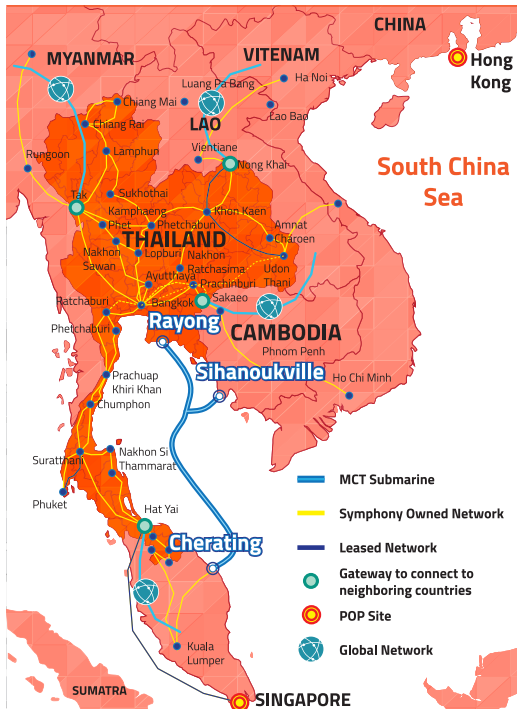 CHINA
MYANMAR
VITENAM
Hong
Kong
Ha Noi
Luang Pa Bang
Chiang Mai
Lao Bao
LAO
Chiang Rai
Vientiane
Rungoon
Lamphun
Nong Khai
South China
Sea
Tak
Sukhothai
Kamphaeng
Phet
Phetchabun
Khon Kaen
Amnat
Charoen
THAILAND
Nakhon
Sawan
Lopburi
Nakhon
Ratchasima
Udon
Thani
Ayutthaya
Prachinburi
Ratchaburi
Bangkok
Sakaeo
Rayong
Phetchaburi
CAMBODIA
Phnom Penh
Sihanoukville
Ho Chi Minh
Prachuap
Khiri Khan
Chumphon
Suratthani
Nakhon Si
Thammarat
Phuket
Hat Yai
Cherating
MCT Submarine
Symphony Owned Network
Leased Network
Gateway to connect to
neighboring countries
POP Site
Global Network
Kuala
Lumper
SUMATRA
SINGAPORE